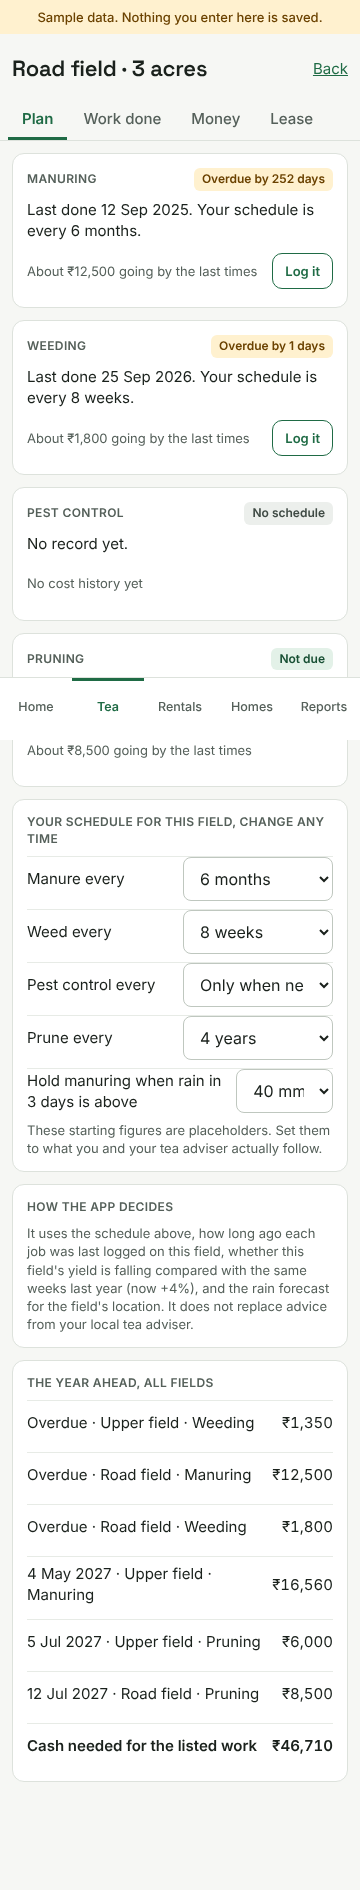 Sample data. Nothing you enter here is saved.
Road field · 3 acres
Back
Plan
Work done
Money
Lease
MANURING
Overdue by 252 days
Last done 12 Sep 2025. Your schedule is
every 6 months.
About ₹12,500 going by the last times
Log it
WEEDING
Overdue by 1 days
Last done 25 Sep 2026. Your schedule is
every 8 weeks.
About ₹1,800 going by the last times
Log it
PEST CONTROL
No schedule
No record yet.
No cost history yet
PRUNING
Not due
Home
Tea
Rentals
Homes
Reports
About ₹8,500 going by the last times
YOUR SCHEDULE FOR THIS FIELD, CHANGE ANY
TIME
Manure every
6 months
Weed every
8 weeks
Pest control every
Only when ne
Prune every
4 years
Hold manuring when rain in
3 days is above
40 mm
These starting figures are placeholders. Set them
to what you and your tea adviser actually follow.
HOW THE APP DECIDES
It uses the schedule above, how long ago each
job was last logged on this field, whether this
field's yield is falling compared with the same
weeks last year (now +4%), and the rain forecast
for the field's location. It does not replace advice
from your local tea adviser.
THE YEAR AHEAD, ALL FIELDS
Overdue · Upper field · Weeding
₹1,350
Overdue · Road field · Manuring
₹12,500
Overdue · Road field · Weeding
₹1,800
4 May 2027 · Upper field ·
Manuring
₹16,560
5 Jul 2027 · Upper field · Pruning
₹6,000
12 Jul 2027 · Road field · Pruning
₹8,500
Cash needed for the listed work
₹46,710